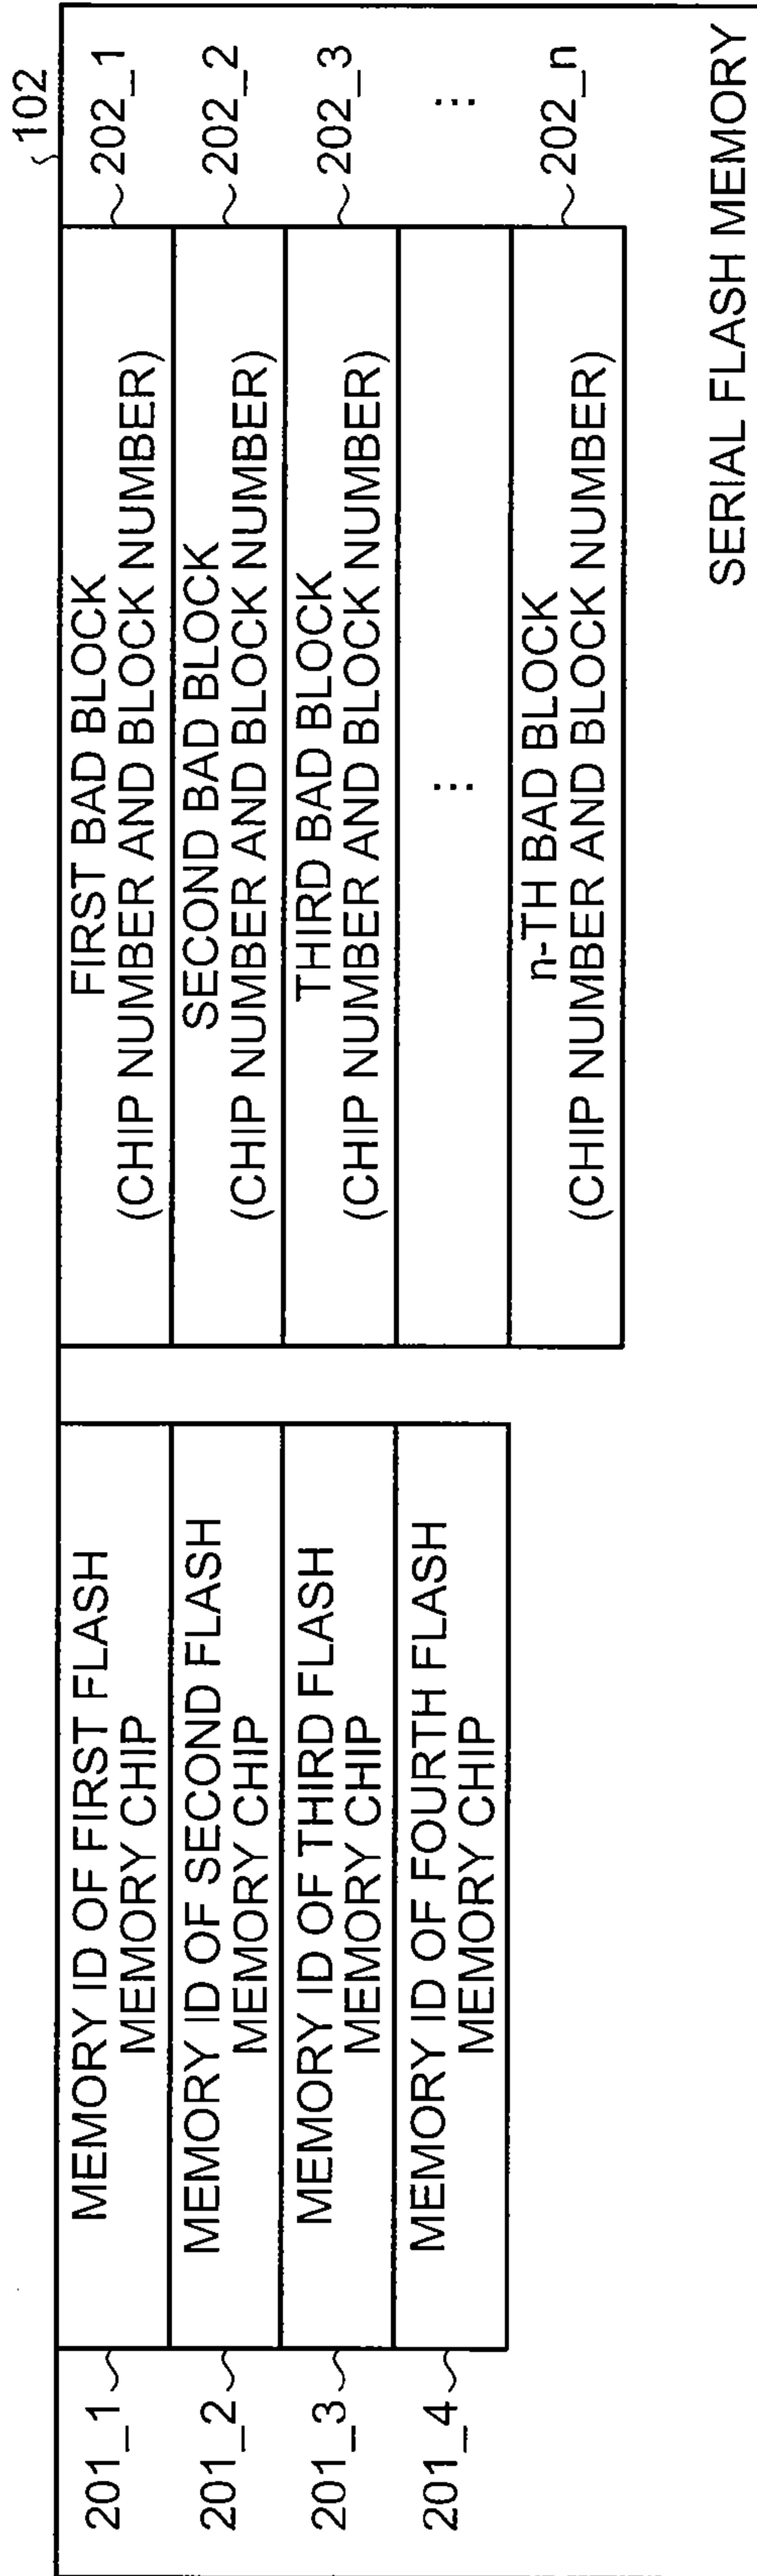 102
201_1
MEMORY ID OF FIRST FLASH
MEMORY CHIP
201_2
MEMORY ID OF SECOND FLASH
MEMORY CHIP
201_3
MEMORY ID OF THIRD FLASH
MEMORY CHIP
201_4
MEMORY ID OF FOURTH FLASH
MEMORY CHIP
FIRST BAD BLOCK
(CHIP NUMBER AND BLOCK NUMBER)
202_1
SECOND BAD BLOCK
(CHIP NUMBER AND BLOCK NUMBER)
202_2
THIRD BAD BLOCK
(CHIP NUMBER AND BLOCK NUMBER)
202_3
⋮
⋮
n-TH BAD BLOCK
(CHIP NUMBER AND BLOCK NUMBER)
202_n
SERIAL FLASH MEMORY